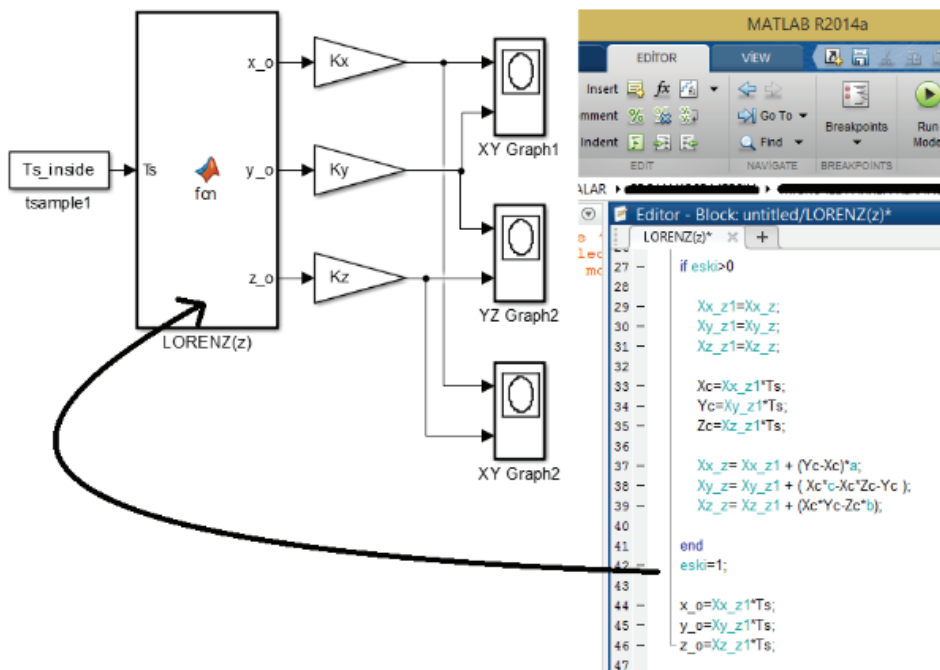 x_o
Kx
XY Graph1
Ts_inside
tsample1
Ts
fcn
y_o
Ky
YZ Graph2
z_o
Kz
XY Graph2
LORENZ(z)
MATLAB R2014a
EDİTOR
VİEW
Insert
fx
mment
Indent
EDIT
Go To
Find
NAVIGATE
Breakpoints
BREAKPOINTS
Run
Mode
ALAR
Editor - Block: untitled/LORENZ(z)*
LORENZ(z)*
27 – if eski>0
28
29 – Xx_z1=Xx_z;
30 – Xy_z1=Xy_z;
31 – Xz_z1=Xz_z;
32
33 – Xc=Xx_z1*Ts;
34 – Yc=Xy_z1*Ts;
35 – Zc=Xz_z1*Ts;
36
37 – Xx_z= Xx_z1 + (Yc-Xc)*a;
38 – Xy_z= Xy_z1 + ( Xc*c-Xc*Zc-Yc );
39 – Xz_z= Xz_z1 + (Xc*Yc-Zc*b);
40
41 – end
42 – eski=1;
43
44 – x_o=Xx_z1*Ts;
45 – y_o=Xy_z1*Ts;
46 – z_o=Xz_z1*Ts;
47